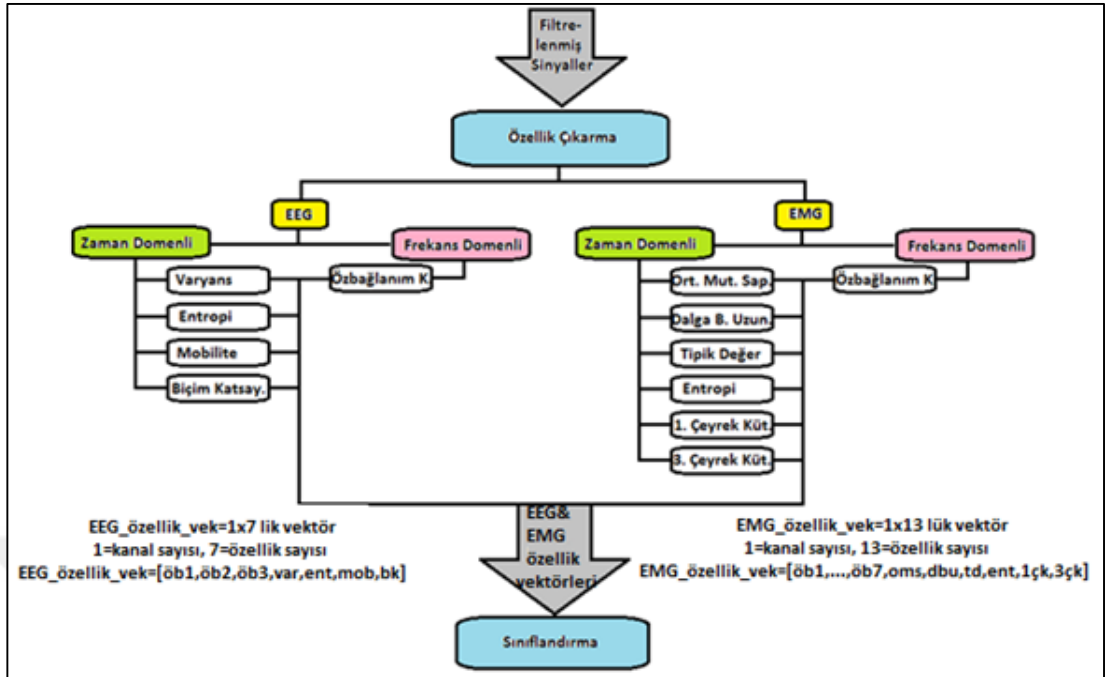 Filtre-
lenmiş
Sinyaller
Özellik Çıkarma
EEG
EMG
Zaman Domenli
Frekans Domenli
Zaman Domenli
Frekans Domenli
Varyans
Özbağlanım K
Entropi
Mobilite
Biçim Katsay.
Ort. Mut. Sap.
Özbağlanım K
Dalga B. Uzun.
Tipik Değer
Entropi
1. Çeyrek Küt.
3. Çeyrek Küt.
EEG_özellik_vek=1x7 lik vektör
1=kanal sayısı, 7=özellik sayısı
EEG_özellik_vek=[öb1,öb2,öb3,var,ent,mob,bk]
EEG&
EMG
özellik
vektörleri
EMG_özellik_vek=1x13 lük vektör
1=kanal sayısı, 13=özellik sayısı
EMG_özellik_vek=[öb1,...,öb7,oms,dbu,td,ent,1çk,3çk]
Sınıflandırma